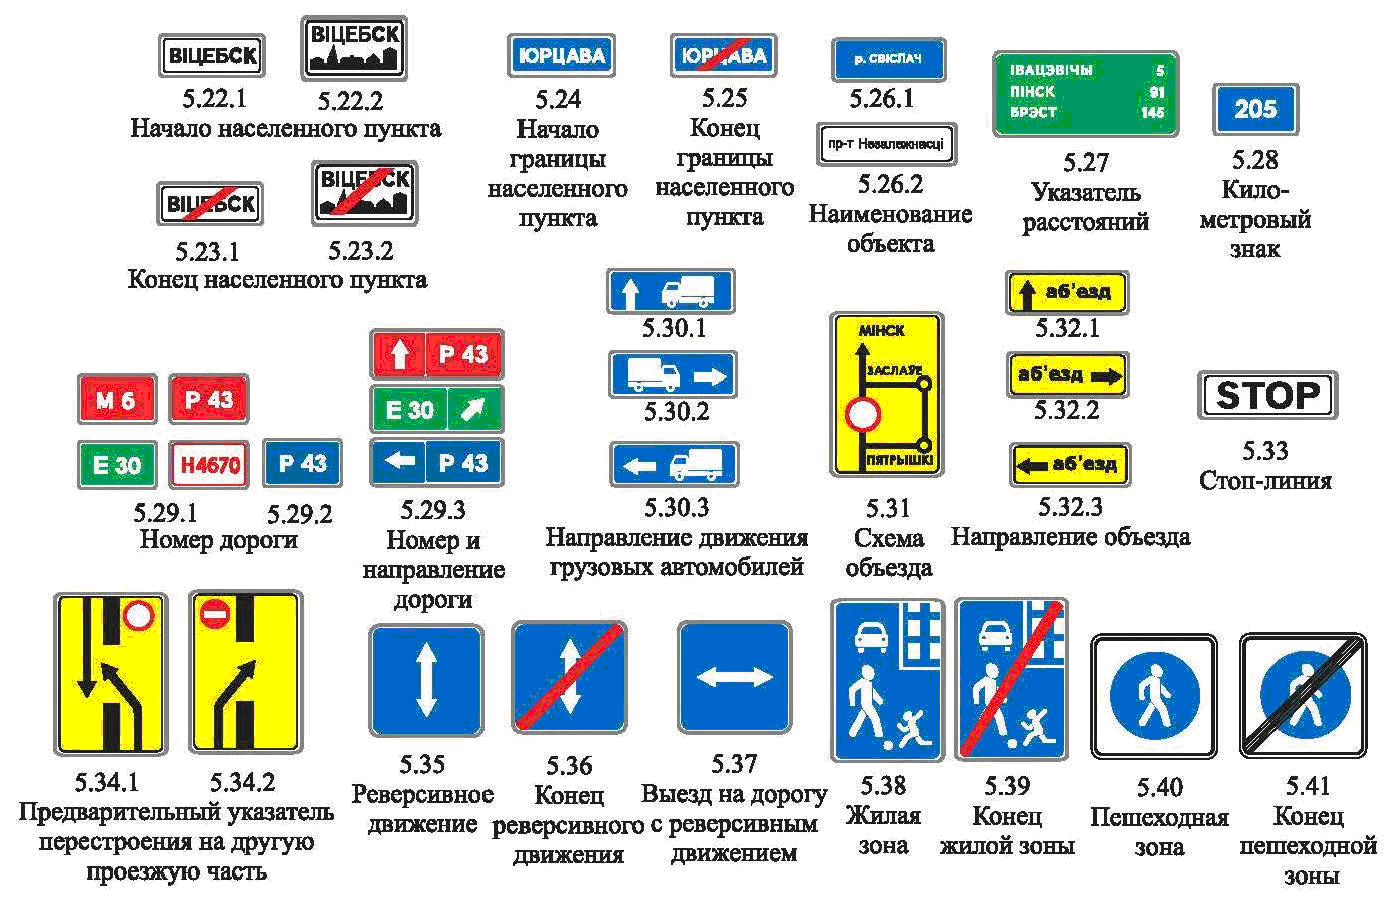 ВІЦЕБСК
5.22.1
ВІЦЕБСК
5.22.2
Начало населенного пункта
ВІЦЕБСК
5.23.1
ВІЦЕБСК
5.23.2
Конец населенного пункта
ЮРЦАВА
5.24
Начало
границы
населенного
пункта
ЮРЦАВА
5.25
Конец
границы
населенного
пункта
р. СВІСЛАЧ
5.26.1
пр-т Незалежнасці
5.26.2
Наименование
объекта
ІВАЦЭВІЧЫ 5
ПІНСК 91
БРЭСТ 145
5.27
Указатель
расстояний
205
5.28
Кило-
метровый
знак
М 6
Р 43
Е 30
Н4670
5.29.1
Р 43
5.29.2
Номер дороги
Р 43
Е 30
Р 43
5.29.3
Номер и
направление
дороги
5.30.1
5.30.2
5.30.3
Направление движения
грузовых автомобилей
МІНСК
ЗАСЛАЎЕ
ПЯТРЫШКІ
5.31
Схема
объезда
аб'езд
5.32.1
аб'езд
5.32.2
аб'езд
5.32.3
Направление объезда
STOP
5.33
Стоп-линия
5.34.1
5.34.2
Предварительный указатель
перестроения на другую
проезжую часть
5.35
Реверсивное
движение
5.36
Конец
реверсивного
движения
5.37
Выезд на дорогу
с реверсивным
движением
5.38
Жилая
зона
5.39
Конец
жилой зоны
5.40
Пешеходная
зона
5.41
Конец
пешеходной
зоны